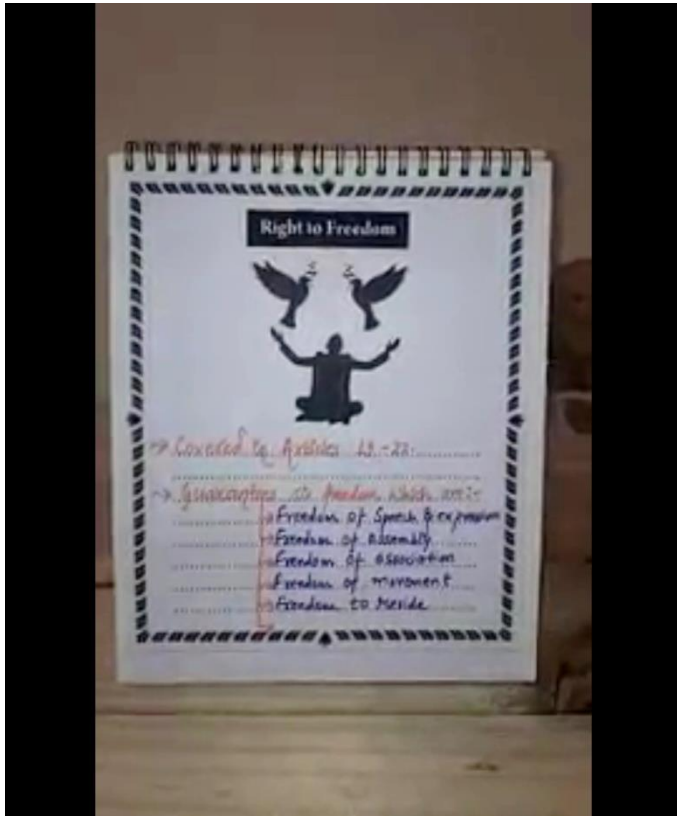 Right to Freedom
→ Covered in Articles 19-22.
→ Guarantees six freedom which are:-
→ Freedom of Speech & expression
→ Freedom of Assembly
→ Freedom of Association
→ Freedom of movement
→ Freedom to Reside